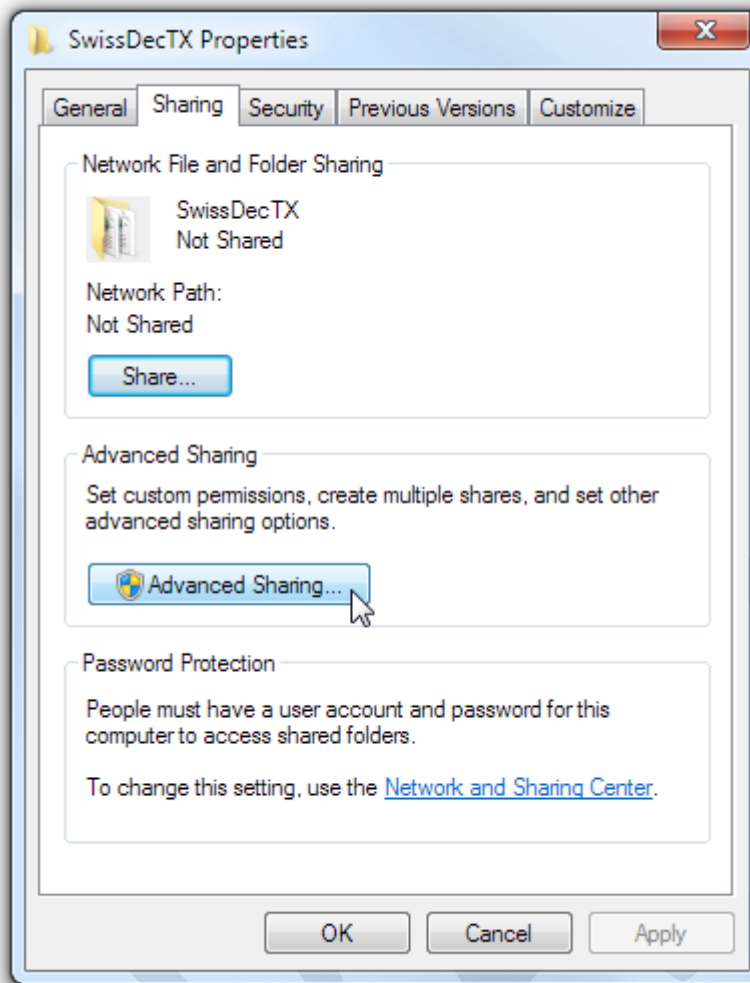 SwissDecTX Properties
General Sharing Security Previous Versions Customize
Network File and Folder Sharing
SwissDecTX
Not Shared
Network Path:
Not Shared
Share...
Advanced Sharing
Set custom permissions, create multiple shares, and set other
advanced sharing options.
Advanced Sharing...
Password Protection
People must have a user account and password for this
computer to access shared folders.
To change this setting, use the Network and Sharing Center.
OK Cancel Apply